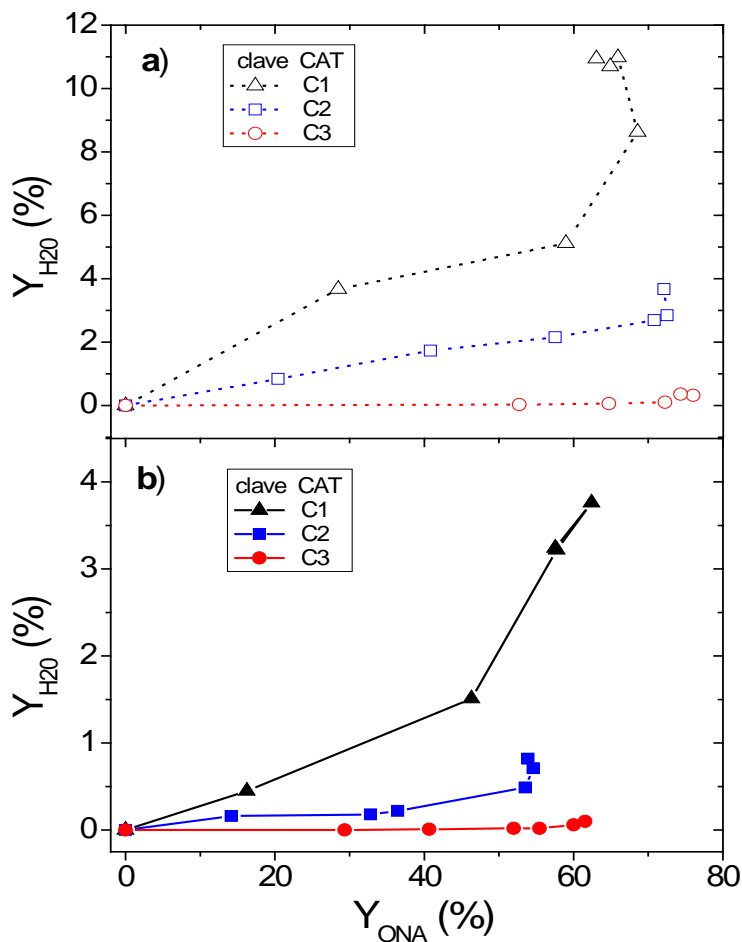 a)
clave CAT
C1
C2
C3
12
10
8
6
4
2
0
Y_H20 (%)
b)
clave CAT
C1
C2
C3
4
3
2
1
0
Y_H20 (%)
0 20 40 60 80
Y_ONA (%)